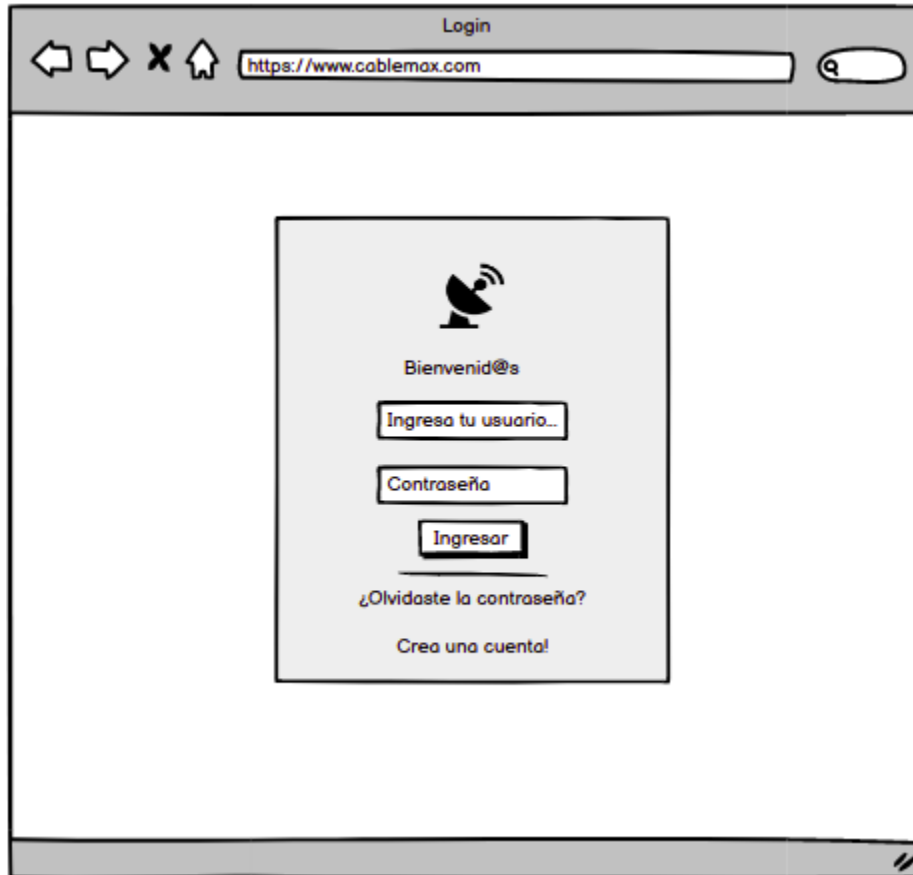 Login
https://www.cablemax.com
Bienvenid@s
Ingresa tu usuario...
Contraseña
Ingresar
¿Olvidaste la contraseña?
Crea una cuenta!